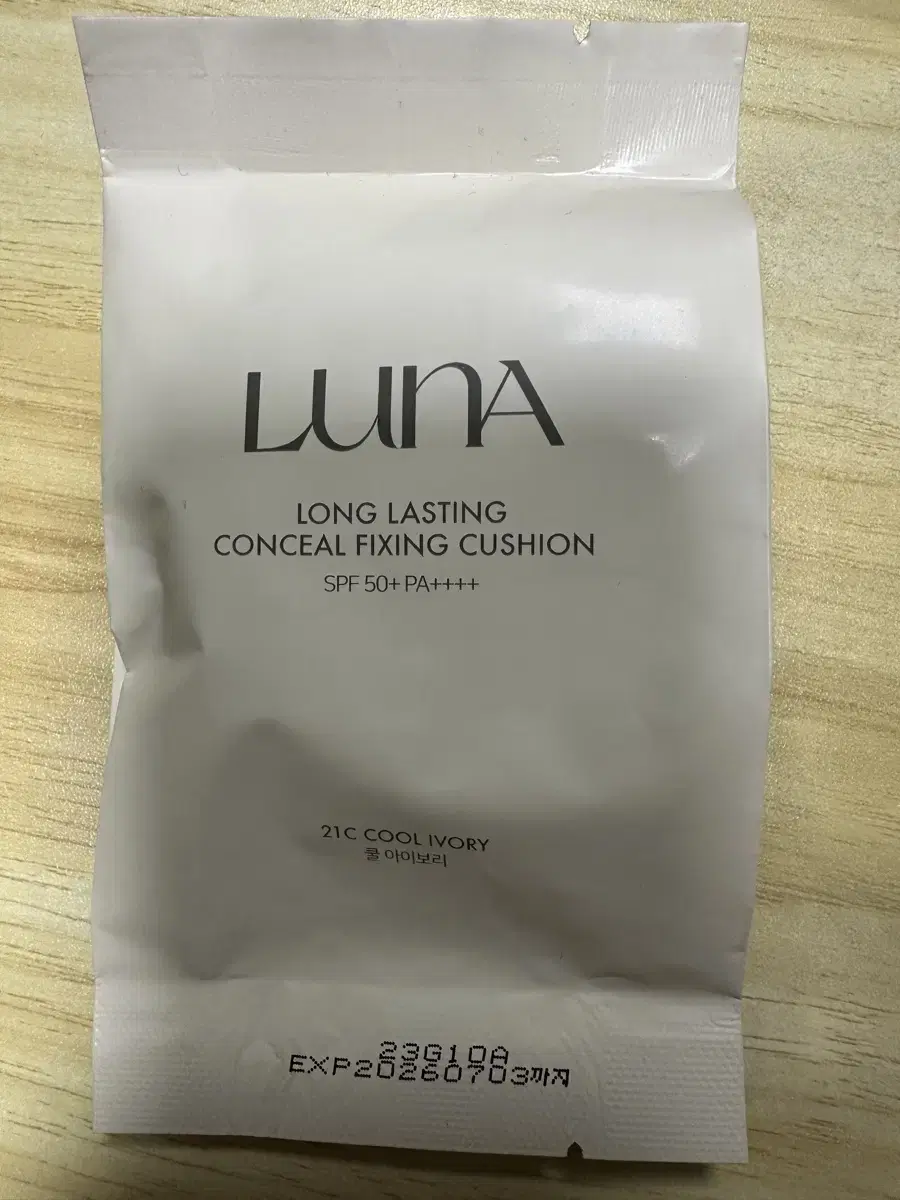 LUNA
LONG LASTING
CONCEAL FIXING CUSHION
SPF 50+ PA++++
21C COOL IVORY
쿨 아이보리
23G10A
EXP20260703까지